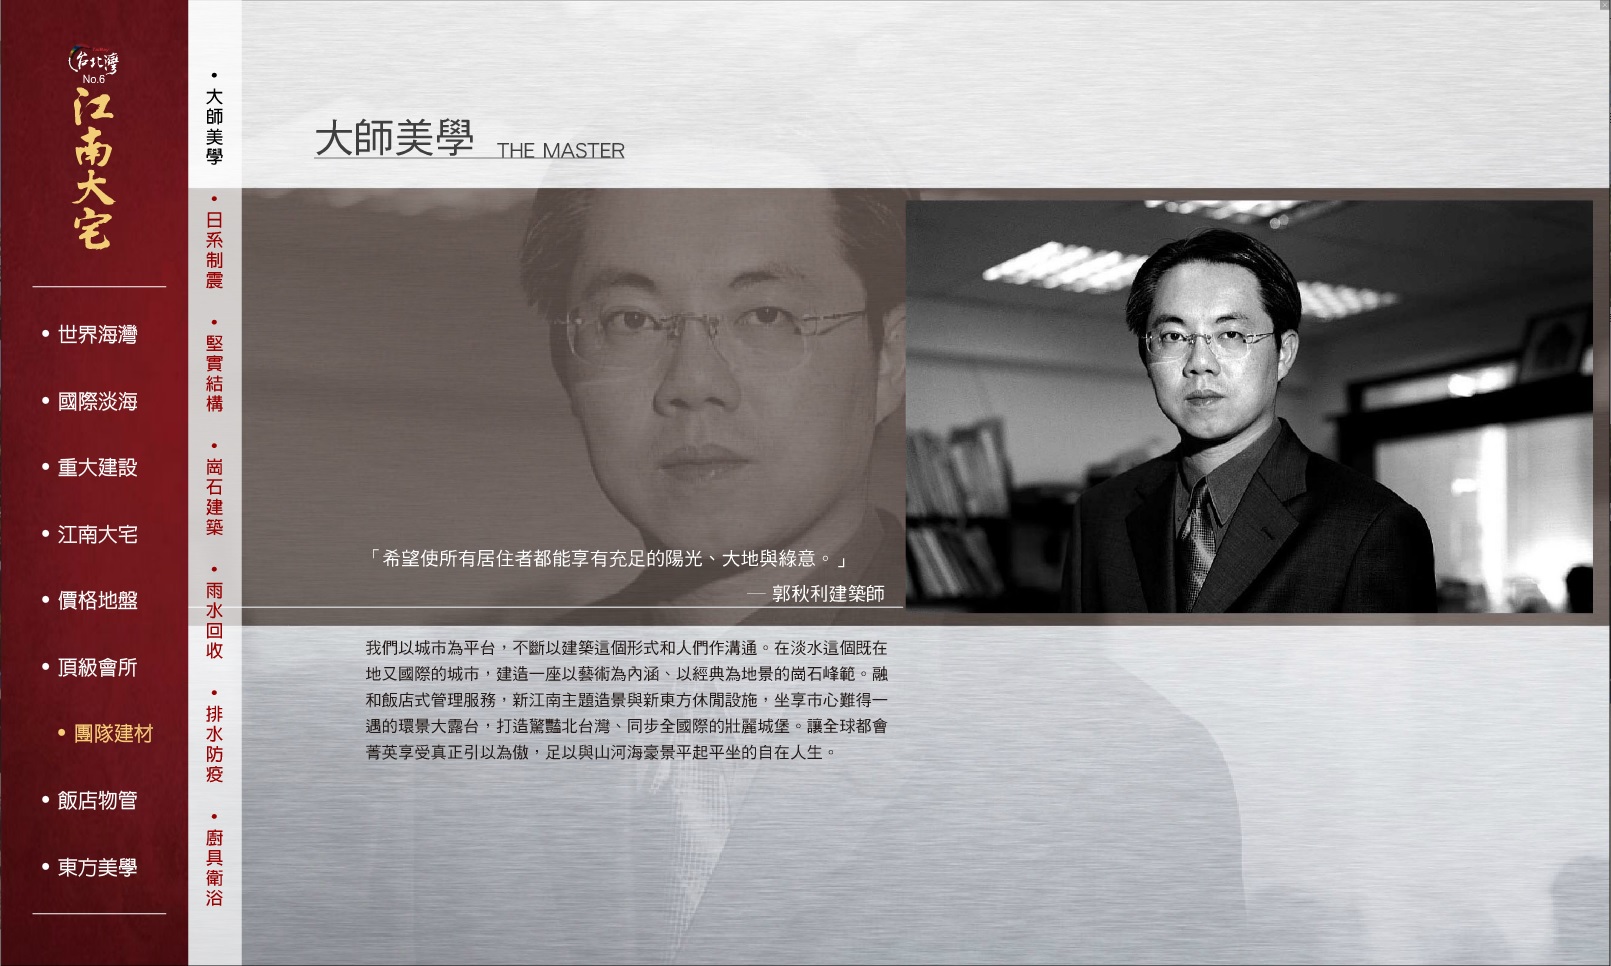 台北灣
No.6
江南大宅
• 世界海灣
• 國際淡海
• 重大建設
• 江南大宅
• 價格地盤
• 頂級會所
• 團隊建材
• 飯店物管
• 東方美學
• 大師美學
• 日系制震
• 堅實結構
• 崗石建築
• 雨水回收
• 排水防疫
• 廚具衛浴
大師美學 THE MASTER
「希望使所有居住者都能享有充足的陽光、大地與綠意。」
— 郭秋利建築師
我們以城市為平台，不斷以建築這個形式和人們作溝通。在淡水這個既在
地又國際的城市，建造一座以藝術為內涵、以經典為地景的崗石峰範。融
和飯店式管理服務，新江南主題造景與新東方休閒設施，坐享市心難得一
遇的環景大露台，打造驚豔北台灣、同步全國際的壯麗城堡。讓全球都會
菁英享受真正引以為傲，足以與山河海豪景平起平坐的自在人生。